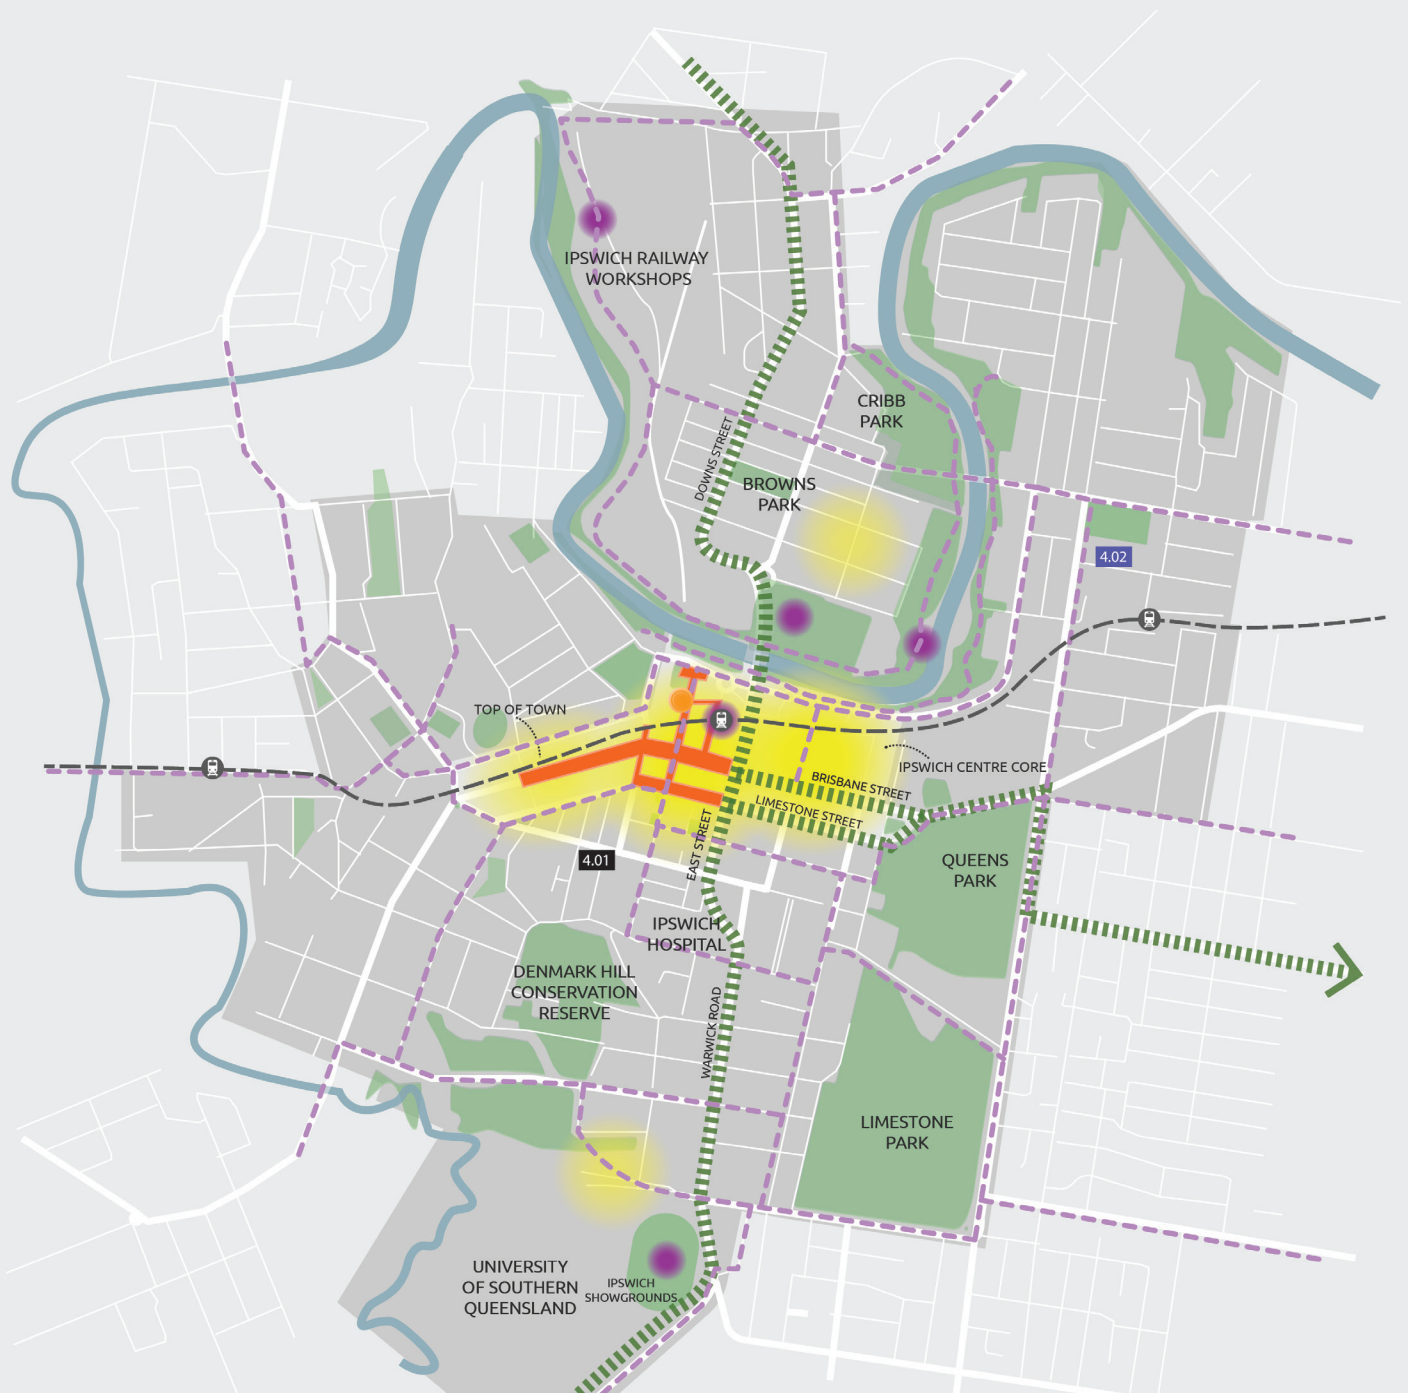 IPSWICH RAILWAY
WORKSHOPS
CRIBB
PARK
DOWNS STREET
BROWNS
PARK
4.02
TOP OF TOWN
IPSWICH CENTRE CORE
BRISBANE STREET
LIMESTONE STREET
EAST STREET
4.01
QUEENS
PARK
IPSWICH
HOSPITAL
DENMARK HILL
CONSERVATION
RESERVE
WARWICK ROAD
LIMESTONE
PARK
UNIVERSITY
OF SOUTHERN
QUEENSLAND
IPSWICH
SHOWGROUNDS